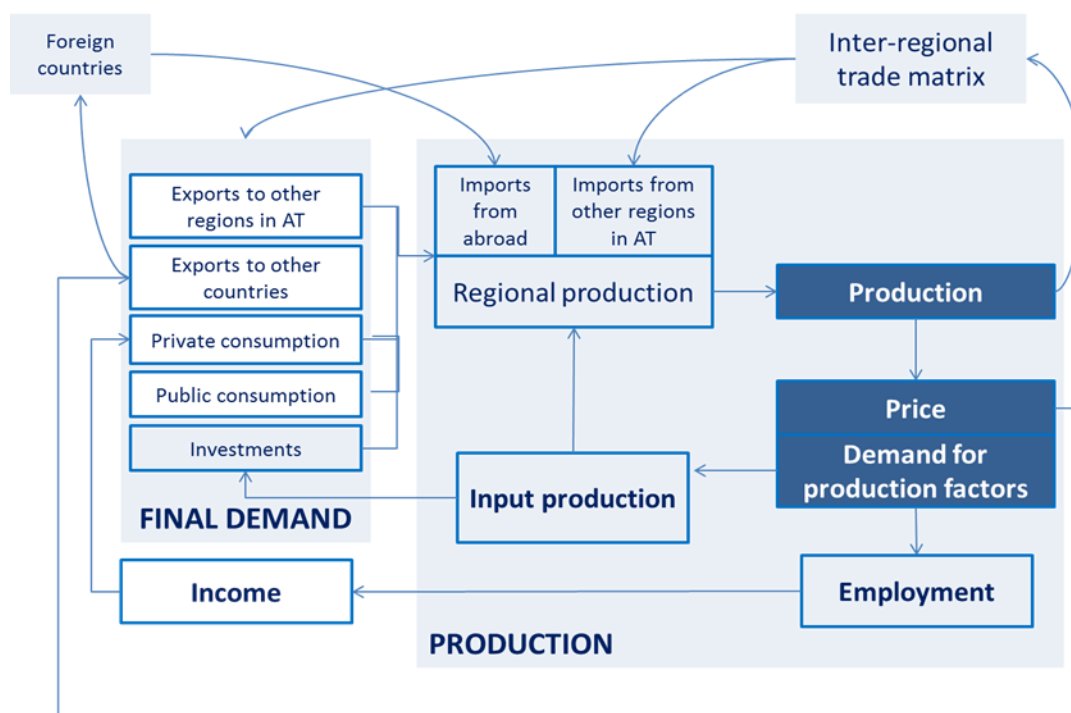 Foreign
countries
Inter-regional
trade matrix
Exports to other
regions in AT
Exports to other
countries
Private consumption
Public consumption
Investments
FINAL DEMAND
Income
Imports
from
abroad
Imports from
other regions
in AT
Regional production
Production
Price
Demand for
production factors
Input production
Employment
PRODUCTION